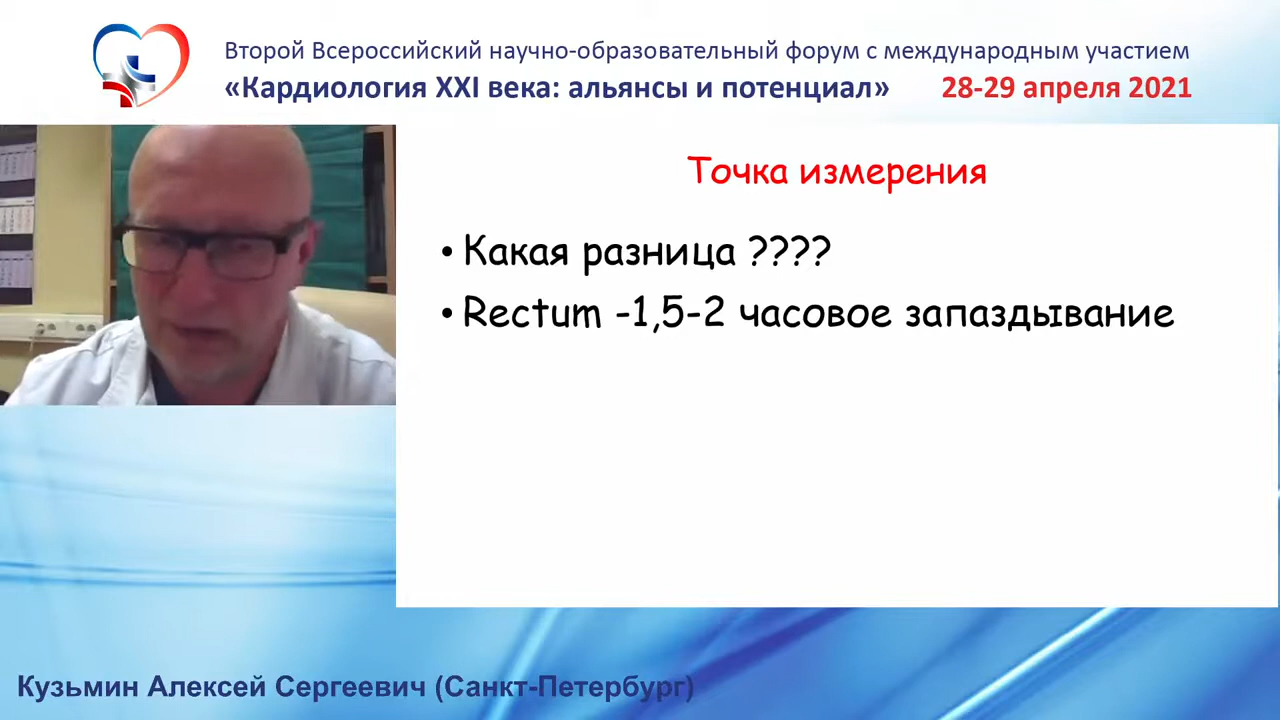 Второй Всероссийский научно-образовательный форум с международным участием
«Кардиология XXI века: альянсы и потенциал» 28-29 апреля 2021
Точка измерения
• Какая разница ????
• Rectum -1,5-2 часовое запаздывание
Кузьмин Алексей Сергеевич (Санкт-Петербург)